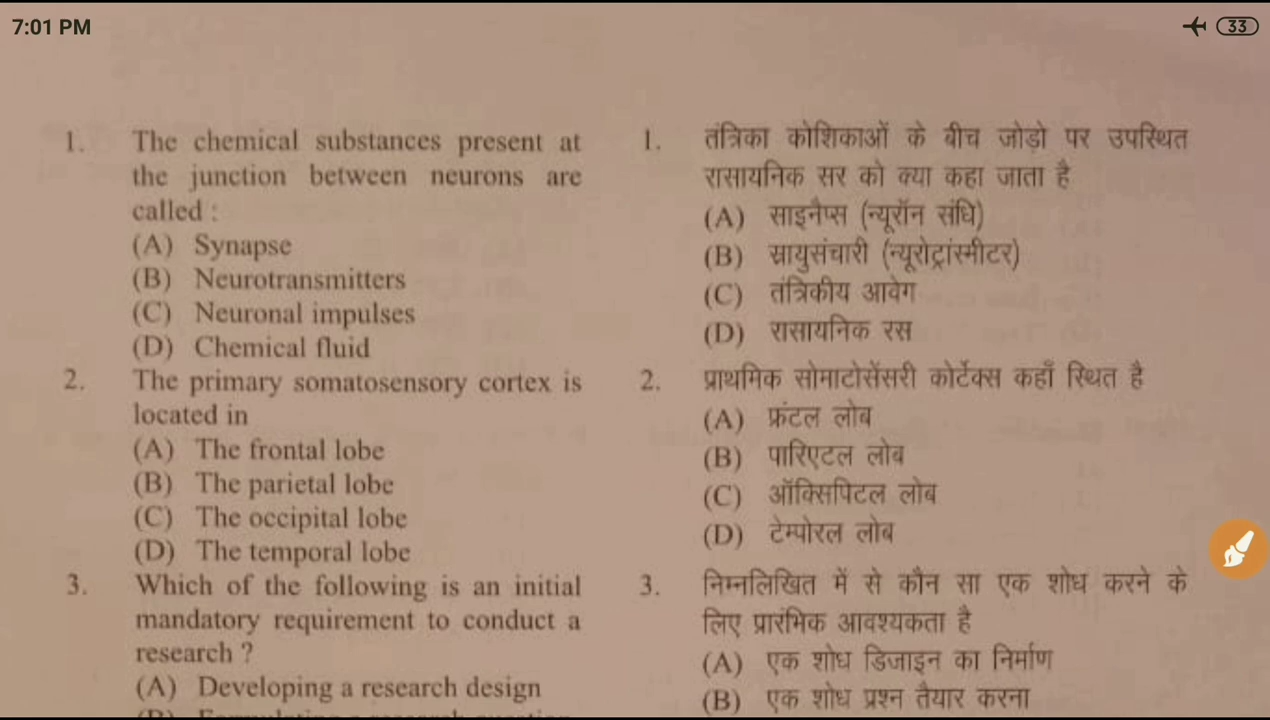 7:01 PM
33
1. The chemical substances present at
the junction between neurons are
called :
(A) Synapse
(B) Neurotransmitters
(C) Neuronal impulses
(D) Chemical fluid
2. The primary somatosensory cortex is
located in
(A) The frontal lobe
(B) The parietal lobe
(C) The occipital lobe
(D) The temporal lobe
3. Which of the following is an initial
mandatory requirement to conduct a
research ?
(A) Developing a research design
1. तंत्रिका कोशिकाओं के बीच जोड़ो पर उपस्थित
रासायनिक सर को क्या कहा जाता है
(A) साइनैप्स (न्यूरॉन संधि)
(B) स्नायुसंचारी (न्यूरोट्रांस्मीटर)
(C) तंत्रिकीय आवेग
(D) रासायनिक रस
2. प्राथमिक सोमाटोसेंसरी कोर्टेक्स कहाँ स्थित है
(A) फ्रंटल लोब
(B) पारिएटल लोब
(C) ऑक्सिपिटल लोब
(D) टेम्पोरल लोब
3. निम्नलिखित में से कौन सा एक शोध करने के
लिए प्रारंभिक आवश्यकता है
(A) एक शोध डिजाइन का निर्माण
(B) एक शोध प्रश्न तैयार करना